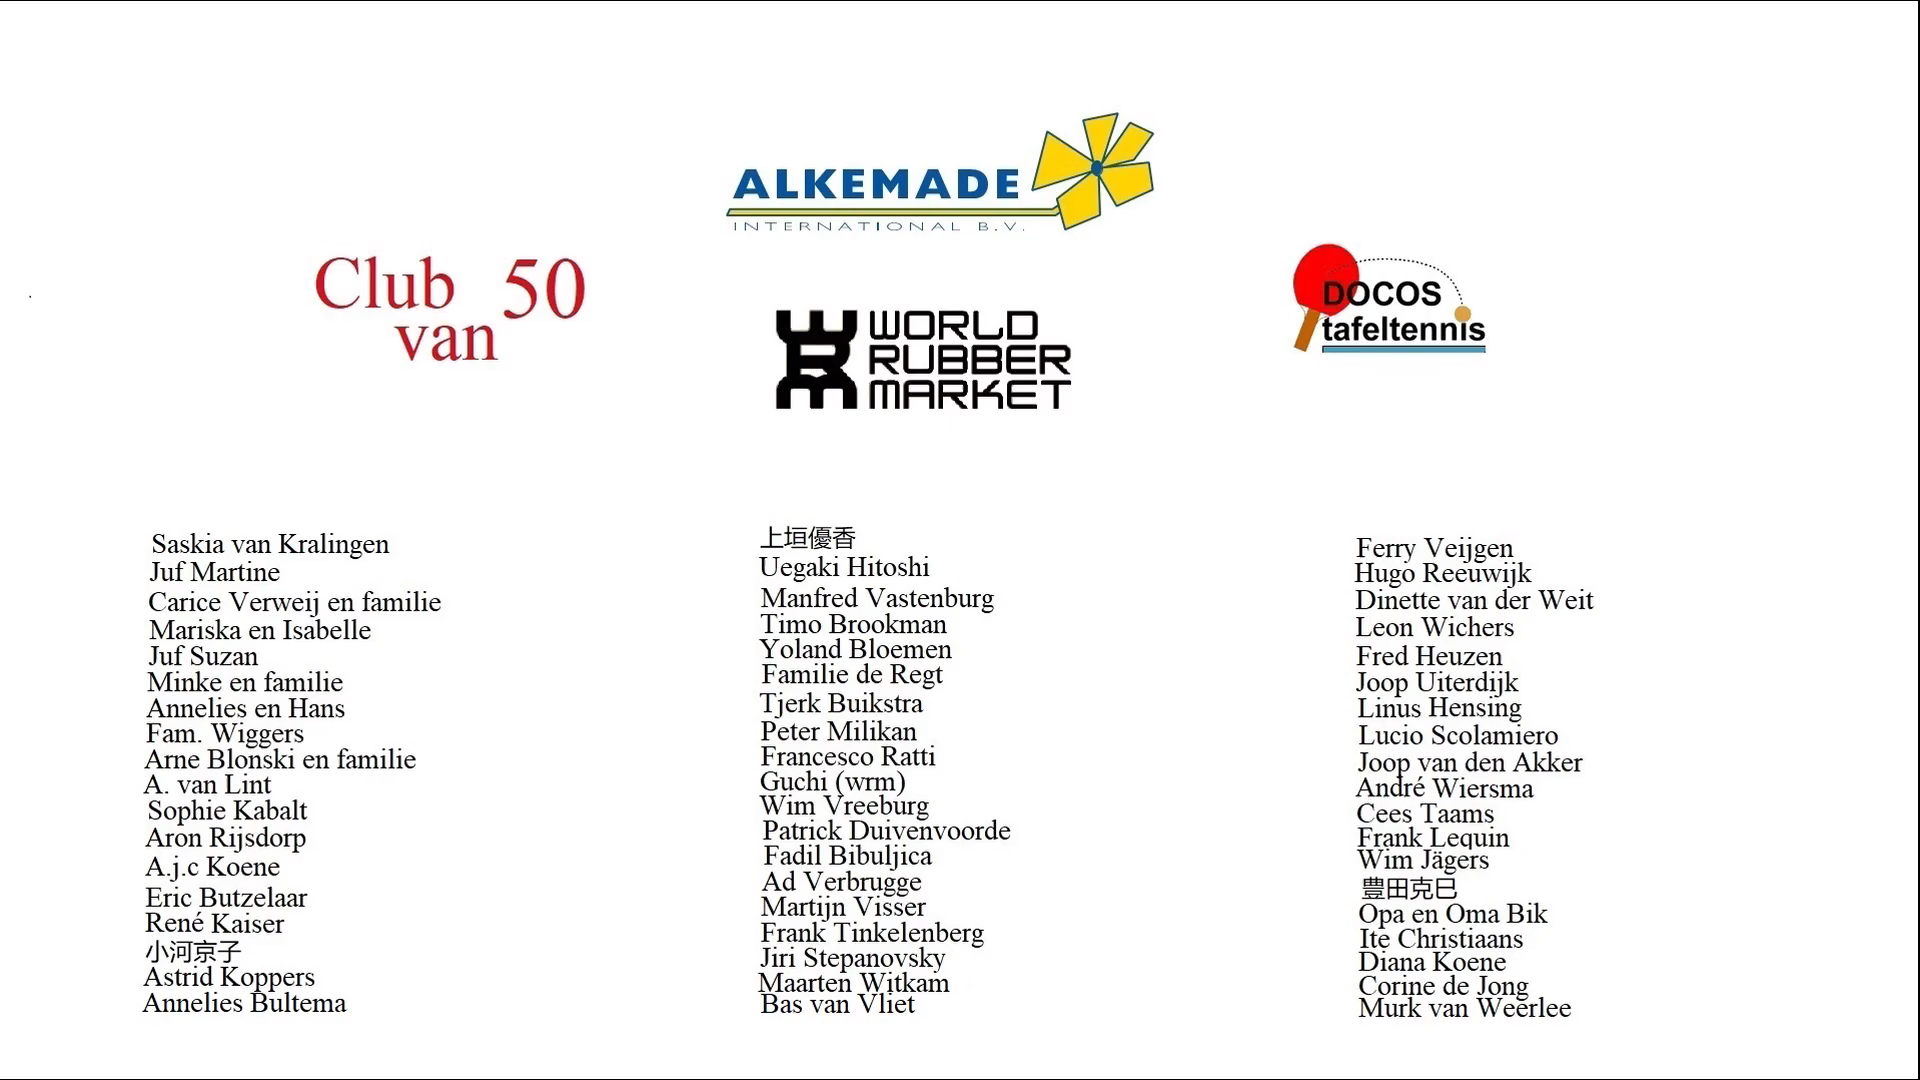 ALKEMADE
INTERNATIONAL B.V.
Club van 50
WORLD
RUBBER
MARKET
DOCOS
tafeltennis
Saskia van Kralingen
Juf Martine
Carice Verweij en familie
Mariska en Isabelle
Juf Suzan
Minke en familie
Annelies en Hans
Fam. Wiggers
Arne Blonski en familie
A. van Lint
Sophie Kabalt
Aron Rijsdorp
A.j.c Koene
Eric Butzelaar
René Kaiser
小河京子
Astrid Koppers
Annelies Bultema
上垣優香
Uegaki Hitoshi
Manfred Vastenburg
Timo Brookman
Yoland Bloemen
Familie de Regt
Tjerk Buikstra
Peter Milikan
Francesco Ratti
Guchi (wrm)
Wim Vreeburg
Patrick Duivenvoorde
Fadil Bibuljica
Ad Verbrugge
Martijn Visser
Frank Tinkelenberg
Jiri Stepanovsky
Maarten Witkam
Bas van Vliet
Ferry Veijgen
Hugo Reeuwijk
Dinette van der Weit
Leon Wichers
Fred Heuzen
Joop Uiterdijk
Linus Hensing
Lucio Scolamiero
Joop van den Akker
André Wiersma
Cees Taams
Frank Lequin
Wim Jägers
豊田克巳
Opa en Oma Bik
Ite Christiaans
Diana Koene
Corine de Jong
Murk van Weerlee